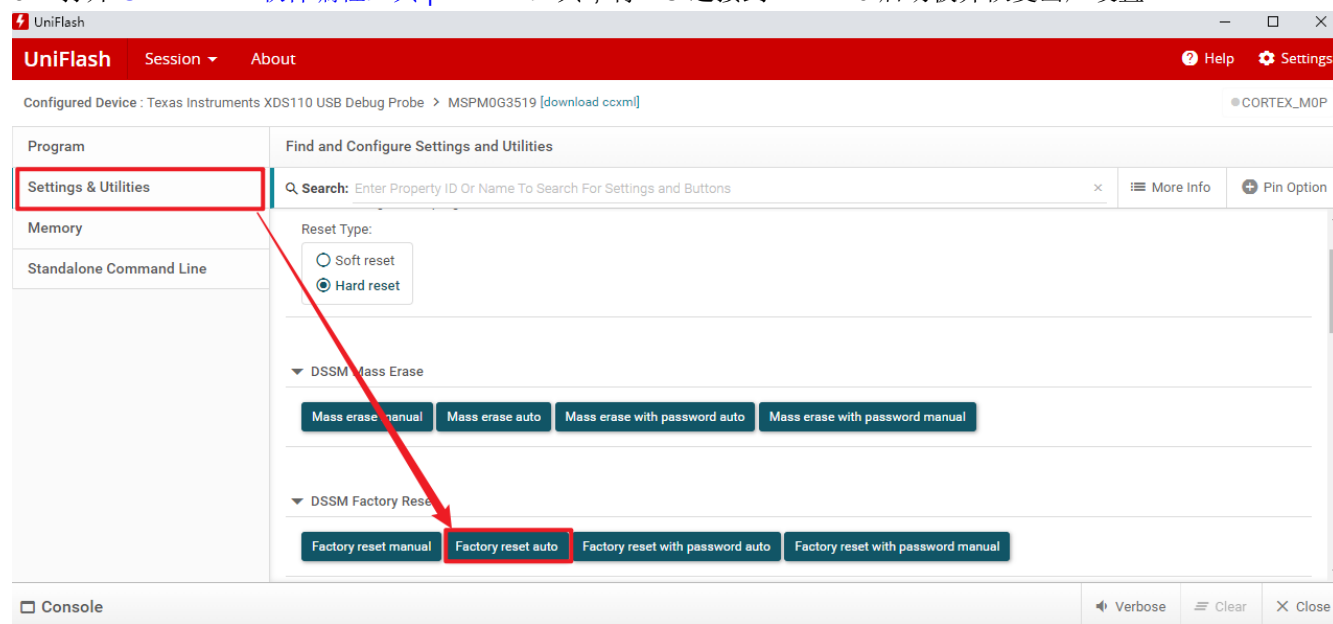 UniFlash
UniFlash Session About Help Settings
Configured Device : Texas Instruments XDS110 USB Debug Probe > MSPM0G3519 [download ccxml] CORTEX_M0P
Program
Settings & Utilities
Memory
Standalone Command Line
Find and Configure Settings and Utilities
Search: Enter Property ID Or Name To Search For Settings and Buttons × More Info Pin Option
Reset Type:
Soft reset
Hard reset
DSSM Mass Erase
Mass erase manual Mass erase auto Mass erase with password auto Mass erase with password manual
DSSM Factory Reset
Factory reset manual Factory reset auto Factory reset with password auto Factory reset with password manual
Console Verbose Clear Close